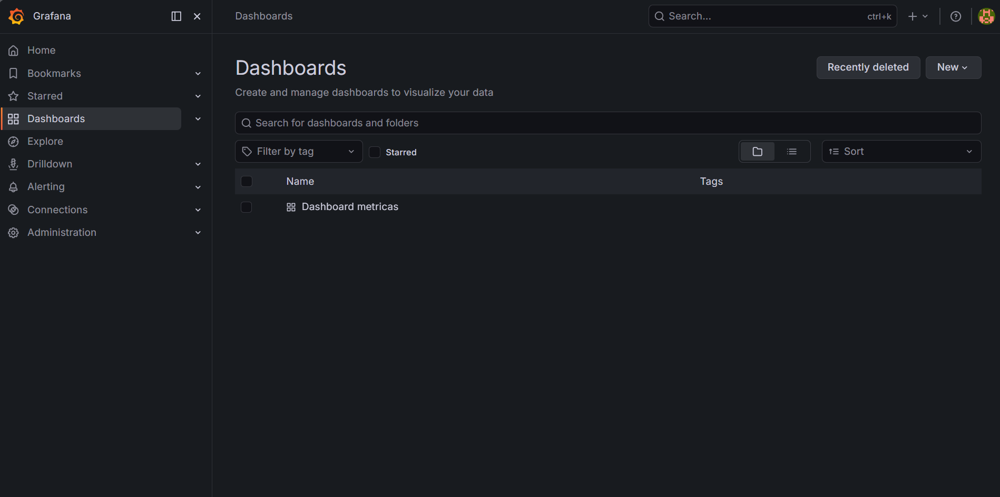 Grafana
Home
Bookmarks
Starred
Dashboards
Explore
Drilldown
Alerting
Connections
Administration
Dashboards
Search...
ctrl+k
Dashboards
Create and manage dashboards to visualize your data
Recently deleted
New
Search for dashboards and folders
Filter by tag
Starred
Sort
Name
Tags
Dashboard metricas